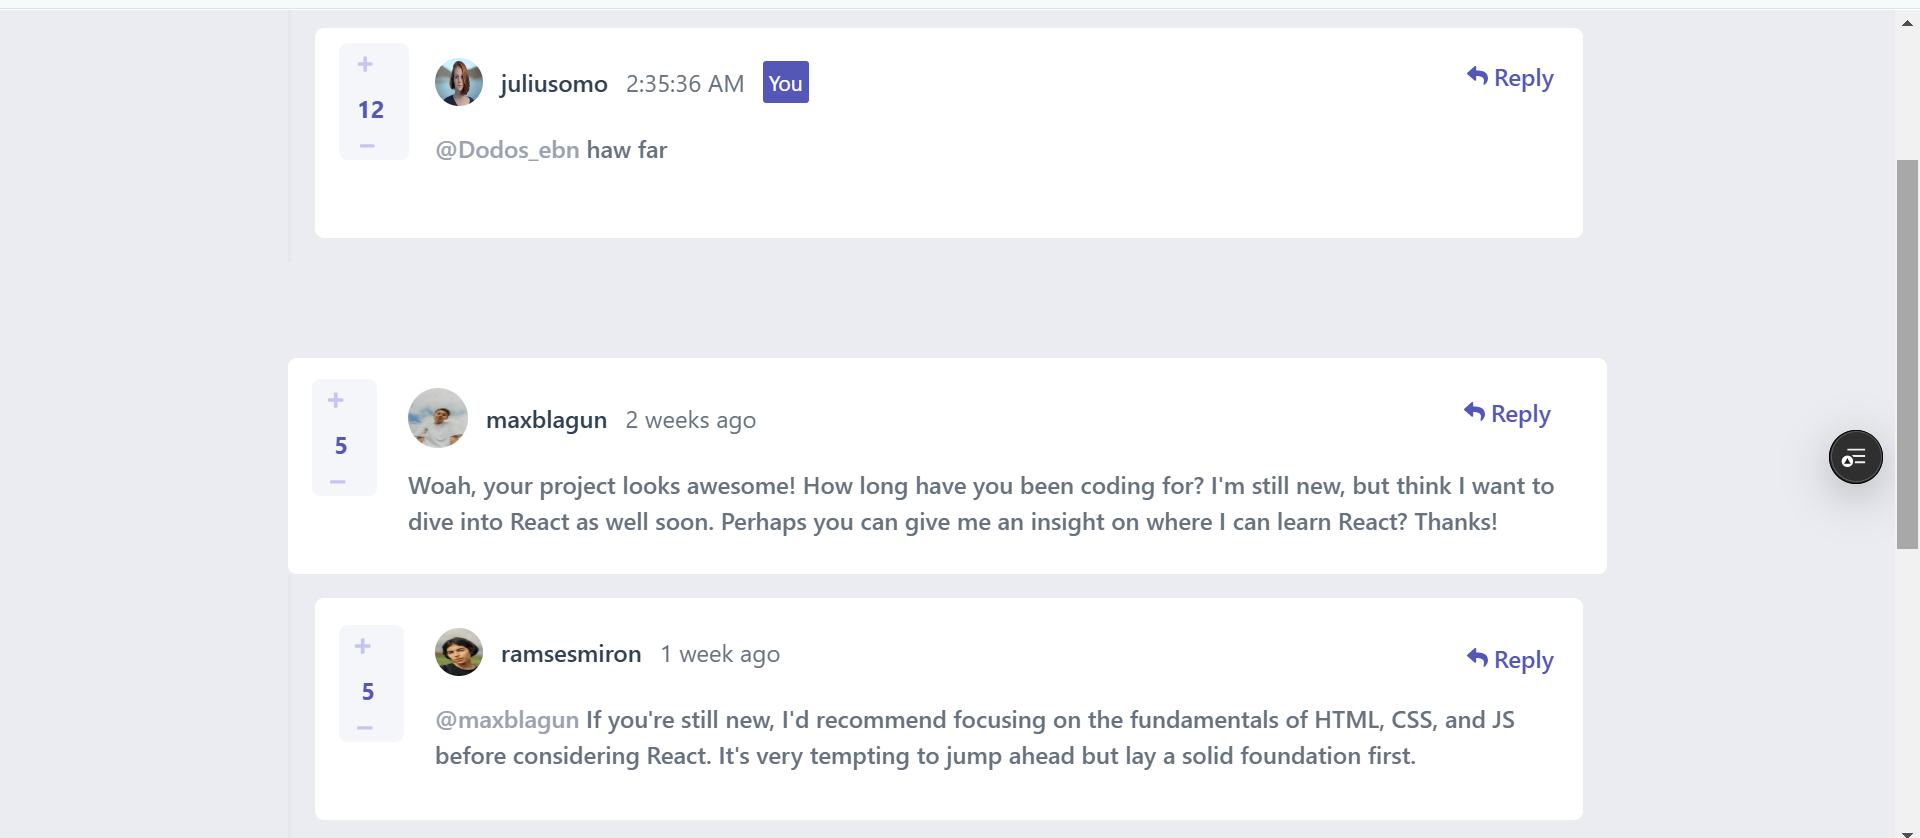 +
juliusomo 2:35:36 AM You
Reply
12
−
@Dodos_ebn haw far
+
maxblagun 2 weeks ago
Reply
5
−
Woah, your project looks awesome! How long have you been coding for? I'm still new, but think I want to
dive into React as well soon. Perhaps you can give me an insight on where I can learn React? Thanks!
+
ramsesmiron 1 week ago
Reply
5
−
@maxblagun If you're still new, I'd recommend focusing on the fundamentals of HTML, CSS, and JS
before considering React. It's very tempting to jump ahead but lay a solid foundation first.